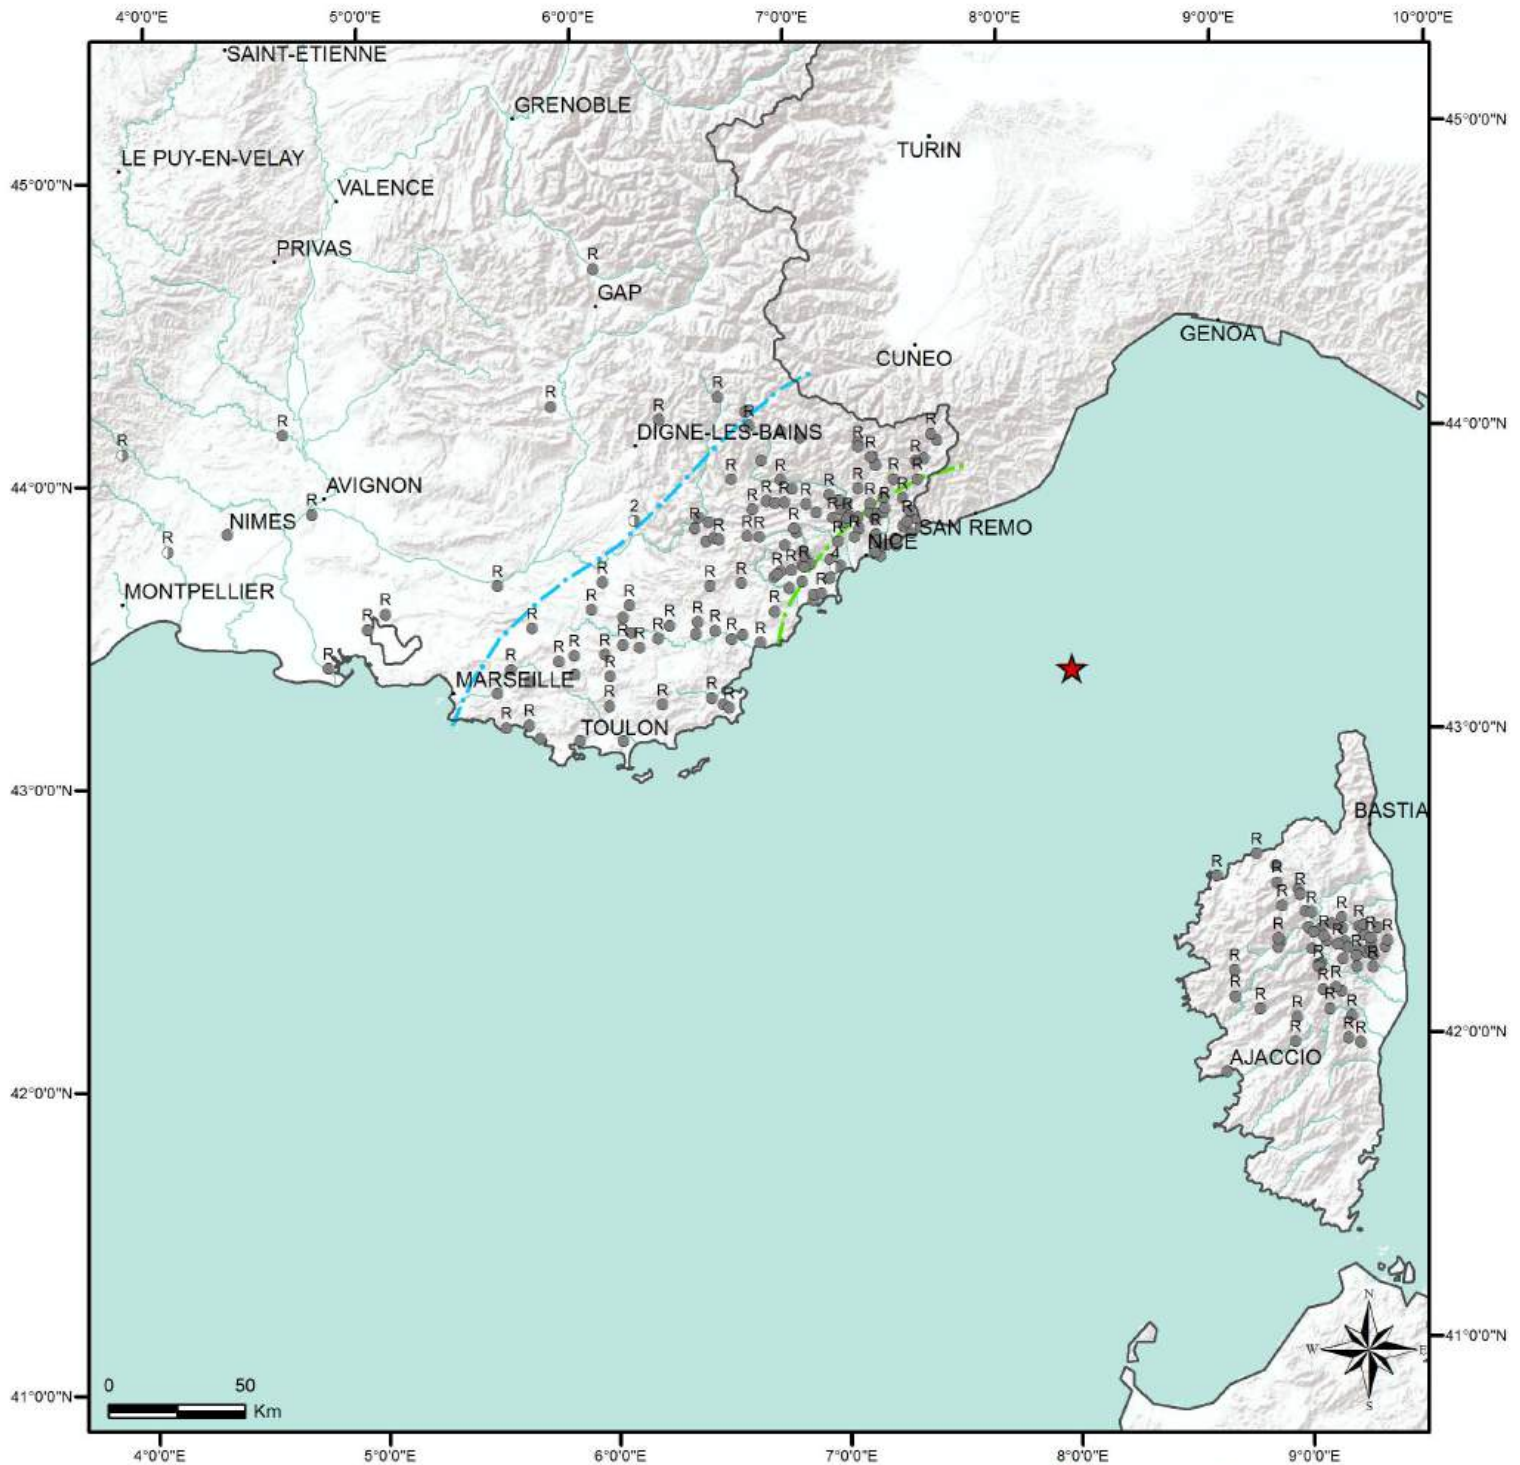 4°0'0"E 5°0'0"E 6°0'0"E 7°0'0"E 8°0'0"E 9°0'0"E 10°0'0"E
SAINT-ETIENNE
GRENOBLE
45°0'0"N
TURIN
LE PUY-EN-VELAY
45°0'0"N
VALENCE
PRIVAS
R
GAP
GENOA
CUNEO
R
R
44°0'0"N
R
R
R
R
R
DIGNE-LES-BAINS
R
AVIGNON
44°0'0"N
2
NIMES
SAN REMO
R
NICE
4
MONTPELLIER
R
R
R
R
R
MARSEILLE
TOULON
43°0'0"N
43°0'0"N
BASTIA
R
R
R
R
R
R
R
42°0'0"N
AJACCIO
42°0'0"N
N
41°0'0"N
W E
S
0 50
Km
41°0'0"N
4°0'0"E 5°0'0"E 6°0'0"E 7°0'0"E 8°0'0"E 9°0'0"E